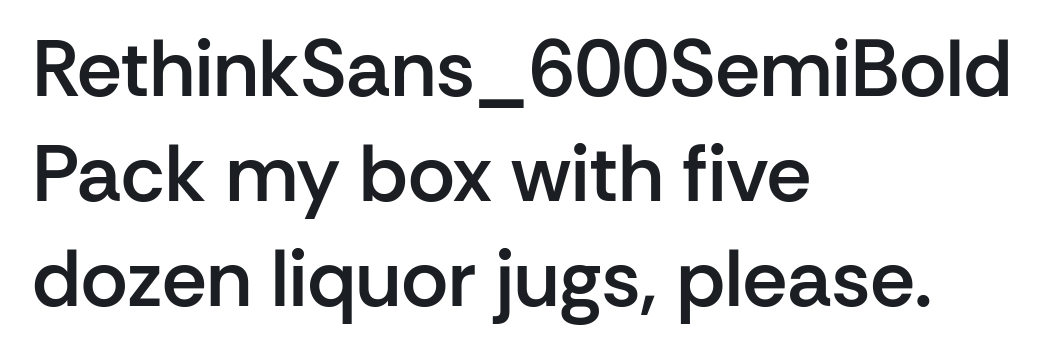 RethinkSans_600SemiBold
Pack my box with five
dozen liquor jugs, please.